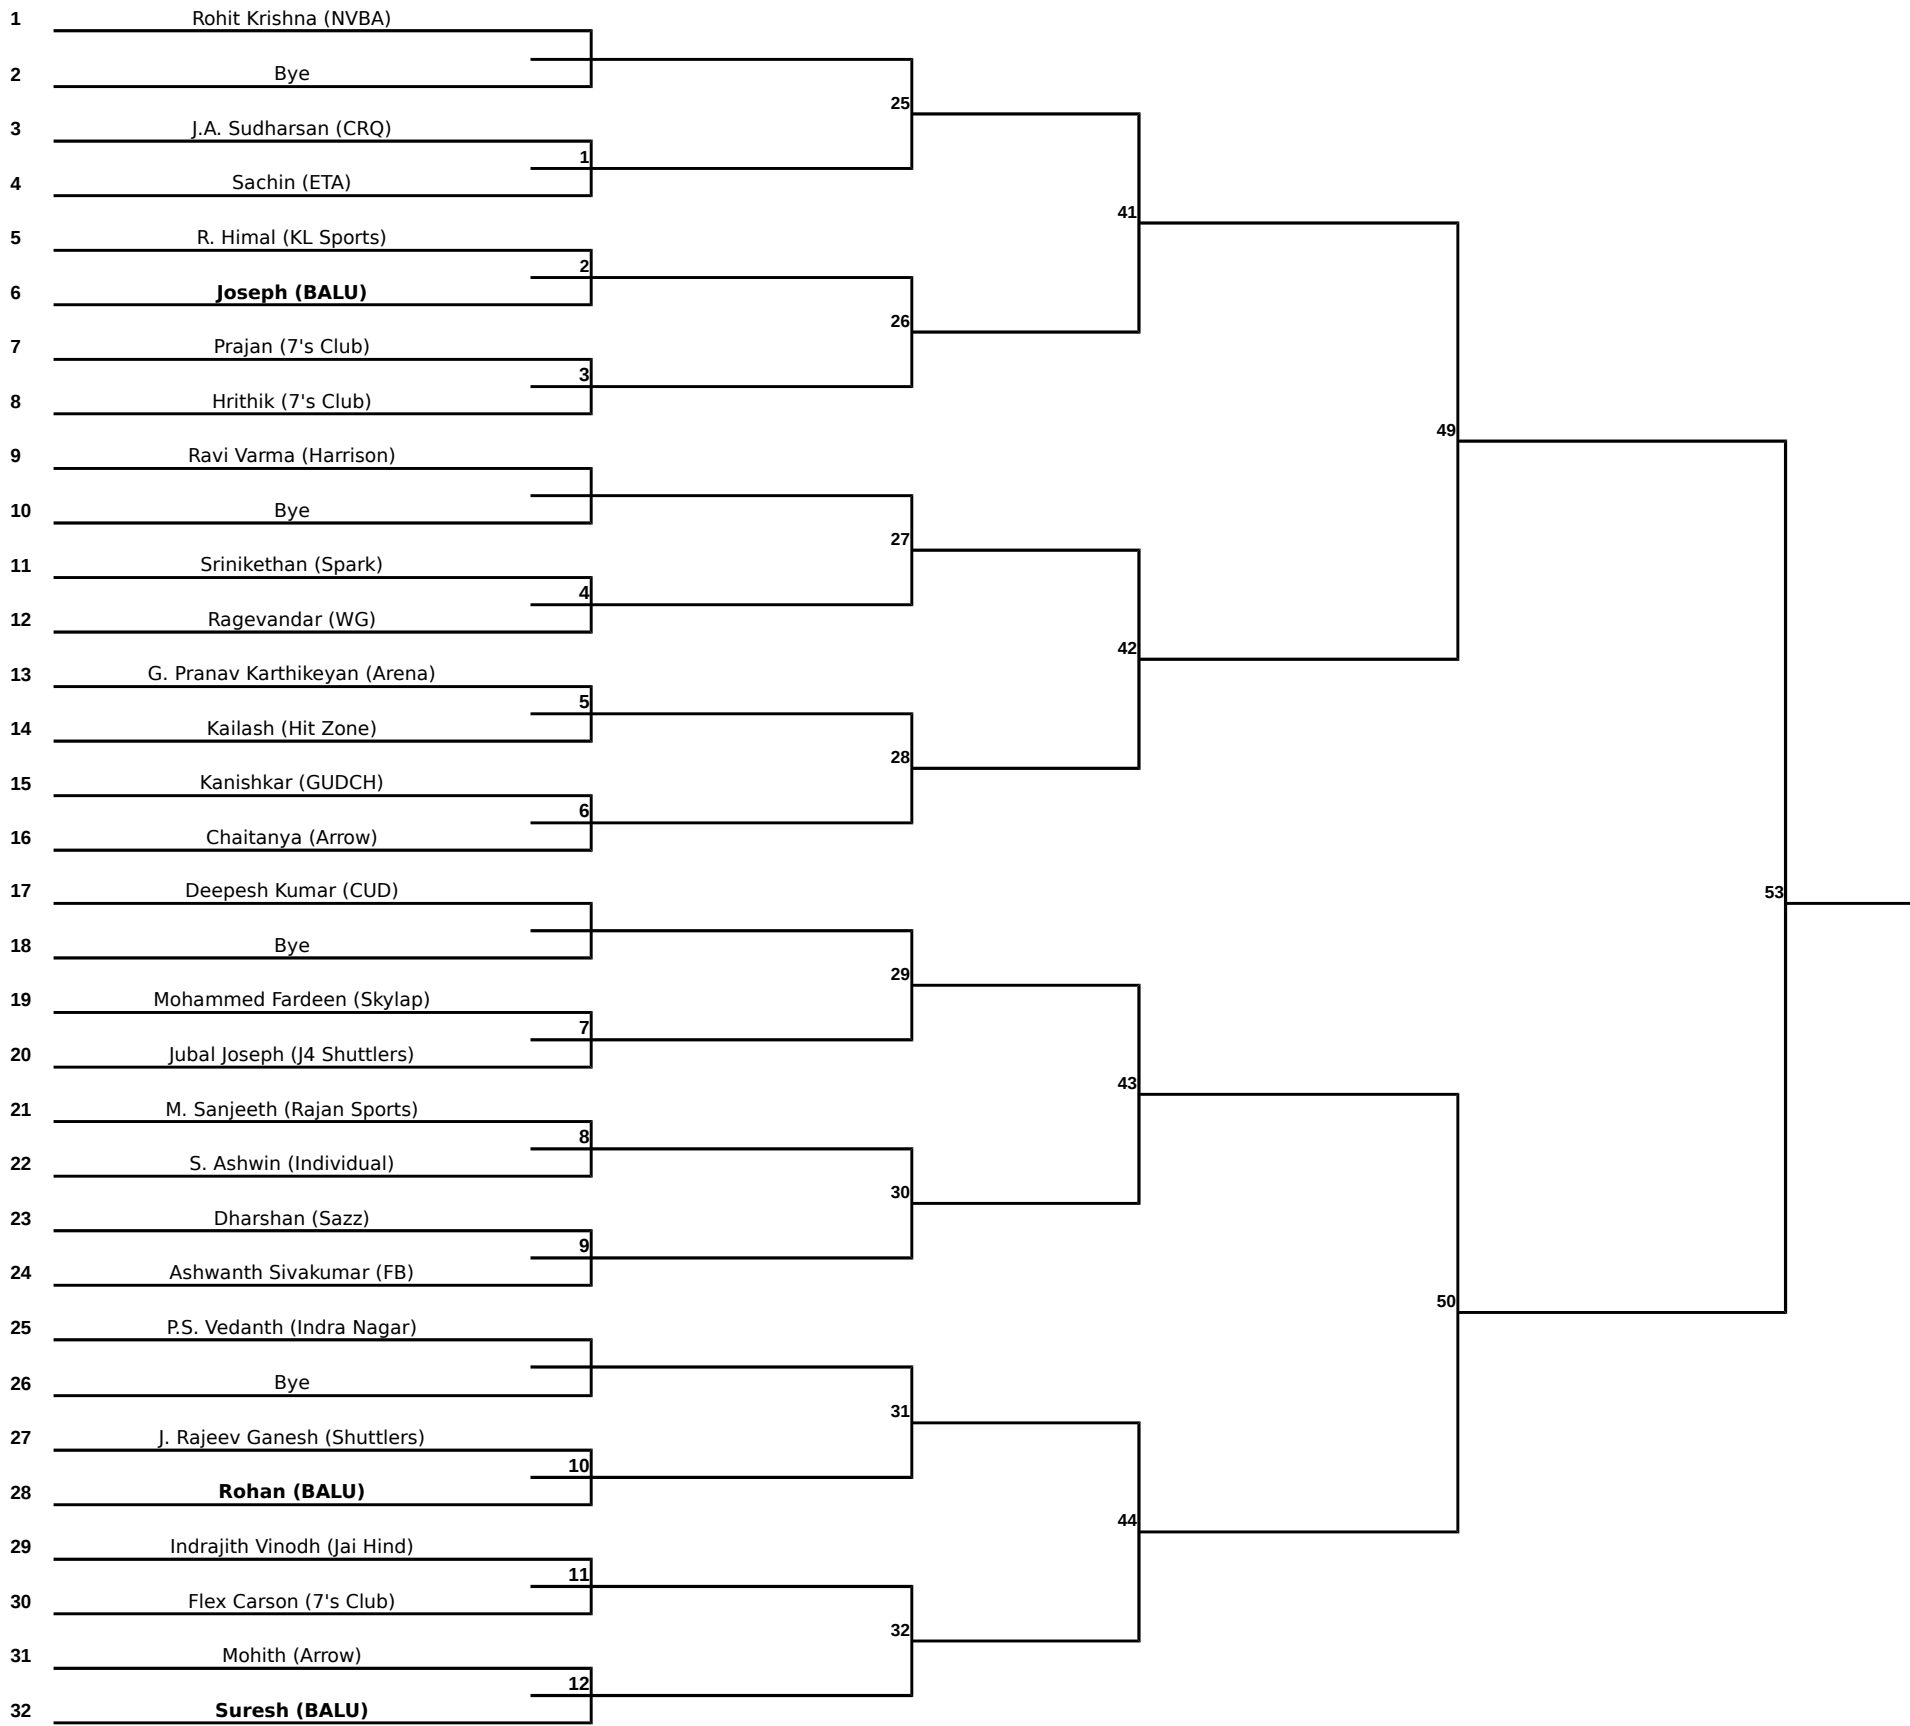 1 Rohit Krishna (NVBA)
2 Bye
25
3 J.A. Sudharsan (CRQ)
1
4 Sachin (ETA)
41
5 R. Himal (KL Sports)
2
6 Joseph (BALU)
26
7 Prajan (7's Club)
3
8 Hrithik (7's Club)
49
9 Ravi Varma (Harrison)
10 Bye
27
11 Srinikethan (Spark)
4
12 Ragevandar (WG)
42
13 G. Pranav Karthikeyan (Arena)
5
14 Kailash (Hit Zone)
28
15 Kanishkar (GUDCH)
6
16 Chaitanya (Arrow)
17 Deepesh Kumar (CUD)
53
18 Bye
29
19 Mohammed Fardeen (Skylap)
7
20 Jubal Joseph (J4 Shuttlers)
43
21 M. Sanjeeth (Rajan Sports)
8
22 S. Ashwin (Individual)
30
23 Dharshan (Sazz)
9
24 Ashwanth Sivakumar (FB)
50
25 P.S. Vedanth (Indra Nagar)
26 Bye
31
27 J. Rajeev Ganesh (Shuttlers)
10
28 Rohan (BALU)
44
29 Indrajith Vinodh (Jai Hind)
11
30 Flex Carson (7's Club)
32
31 Mohith (Arrow)
12
32 Suresh (BALU)